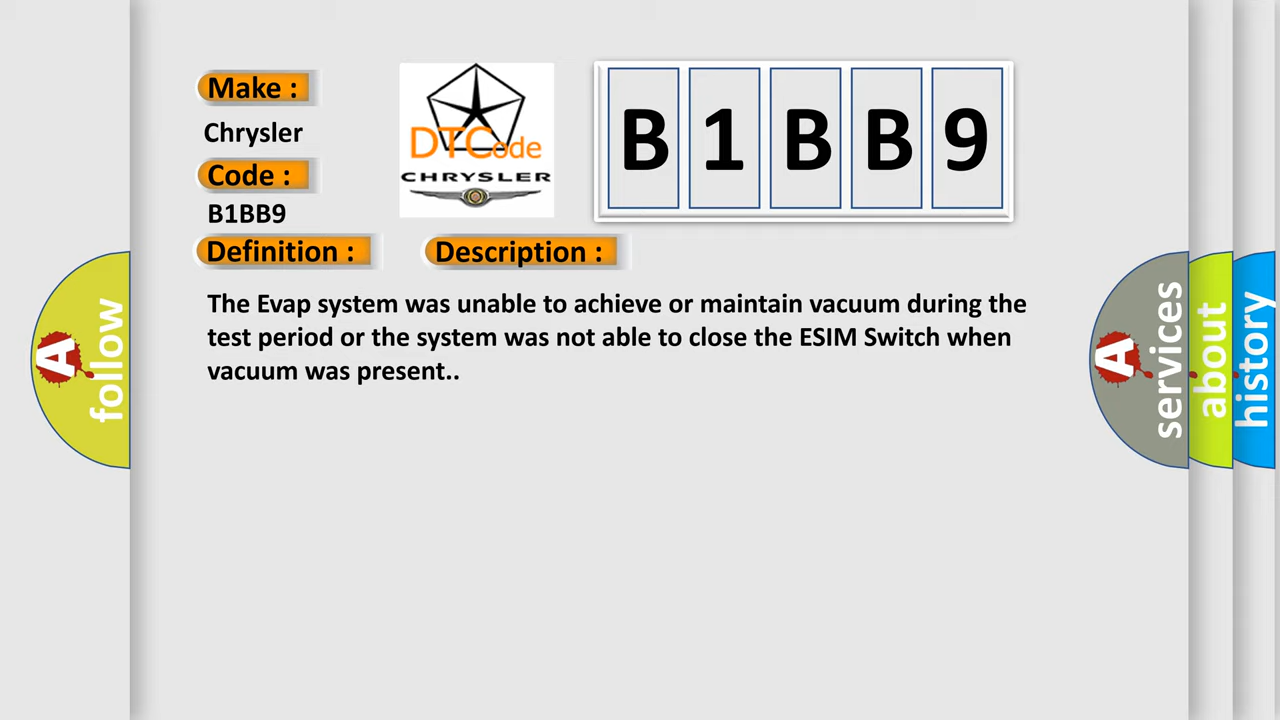 Make :
Chrysler
Code :
B1BB9
Definition :
Description :
DTCode
CHRYSLER
B 1 B B 9
The Evap system was unable to achieve or maintain vacuum during the
test period or the system was not able to close the ESIM Switch when
vacuum was present..
A follow
A services
about
history